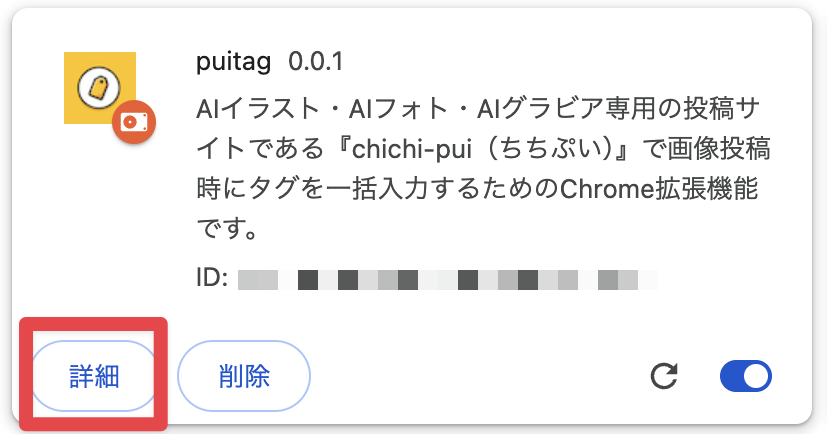 puitag 0.0.1
AIイラスト・AIフォト・AIグラビア専用の投稿サ
イトである『chichi-pui（ちちぷい）』で画像投稿
時にタグを一括入力するためのChrome拡張機能
です。
ID:
詳細 削除